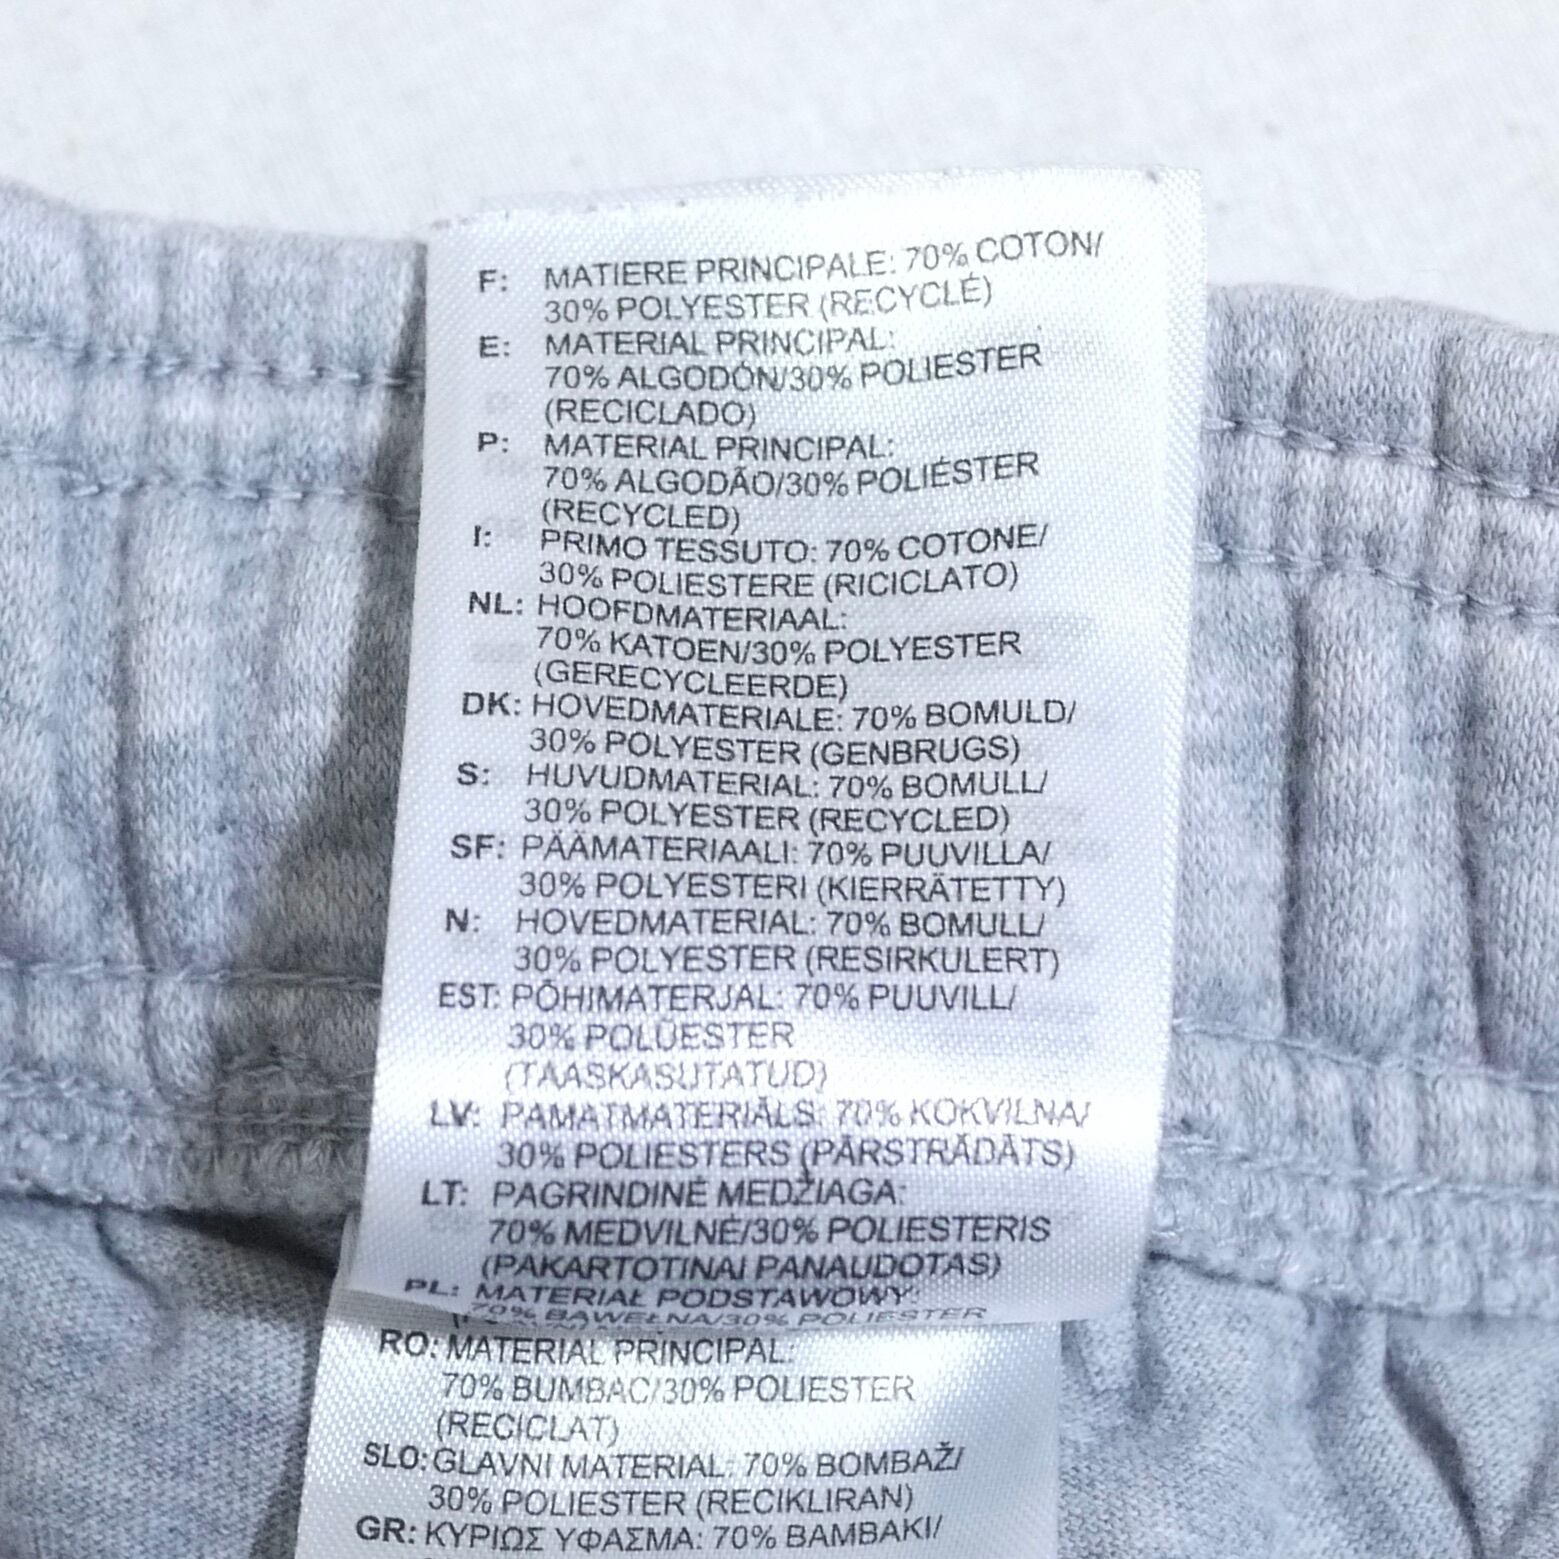 F: MATIERE PRINCIPALE: 70% COTON/
30% POLYESTER (RECYCLÉ)
E: MATERIAL PRINCIPAL:
70% ALGODÓN/30% POLIESTER
(RECICLADO)
P: MATERIAL PRINCIPAL:
70% ALGODÃO/30% POLIÉSTER
(RECYCLED)
I: PRIMO TESSUTO: 70% COTONE/
30% POLIESTERE (RICICLATO)
NL: HOOFDMATERIAAL:
70% KATOEN/30% POLYESTER
(GERECYCLEERDE)
DK: HOVEDMATERIALE: 70% BOMULD/
30% POLYESTER (GENBRUGS)
S: HUVUDMATERIAL: 70% BOMULL/
30% POLYESTER (RECYCLED)
SF: PÄÄMATERIAALI: 70% PUUVILLA/
30% POLYESTERI (KIERRÄTETTY)
N: HOVEDMATERIAL: 70% BOMULL/
30% POLYESTER (RESIRKULERT)
EST: PÕHIMATERJAL: 70% PUUVILL/
30% POLÜESTER
(TAASKASUTATUD)
LV: PAMATMATERIĀLS: 70% KOKVILNA/
30% POLIESTERS (PĀRSTRĀDĀTS)
LT: PAGRINDINĖ MEDŽIAGA:
70% MEDVILNĖ/30% POLIESTERIS
(PAKARTOTINAI PANAUDOTAS)
PL: MATERIAŁ PODSTAWOWY:
70% BAWEŁNA/30% POLIESTER
RO: MATERIAL PRINCIPAL:
70% BUMBAC/30% POLIESTER
(RECICLAT)
SLO: GLAVNI MATERIAL: 70% BOMBAŽ/
30% POLIESTER (RECIKLIRAN)
GR: ΚΥΡΙΩΣ ΥΦΑΣΜΑ: 70% ΒΑΜΒΑΚΙ/